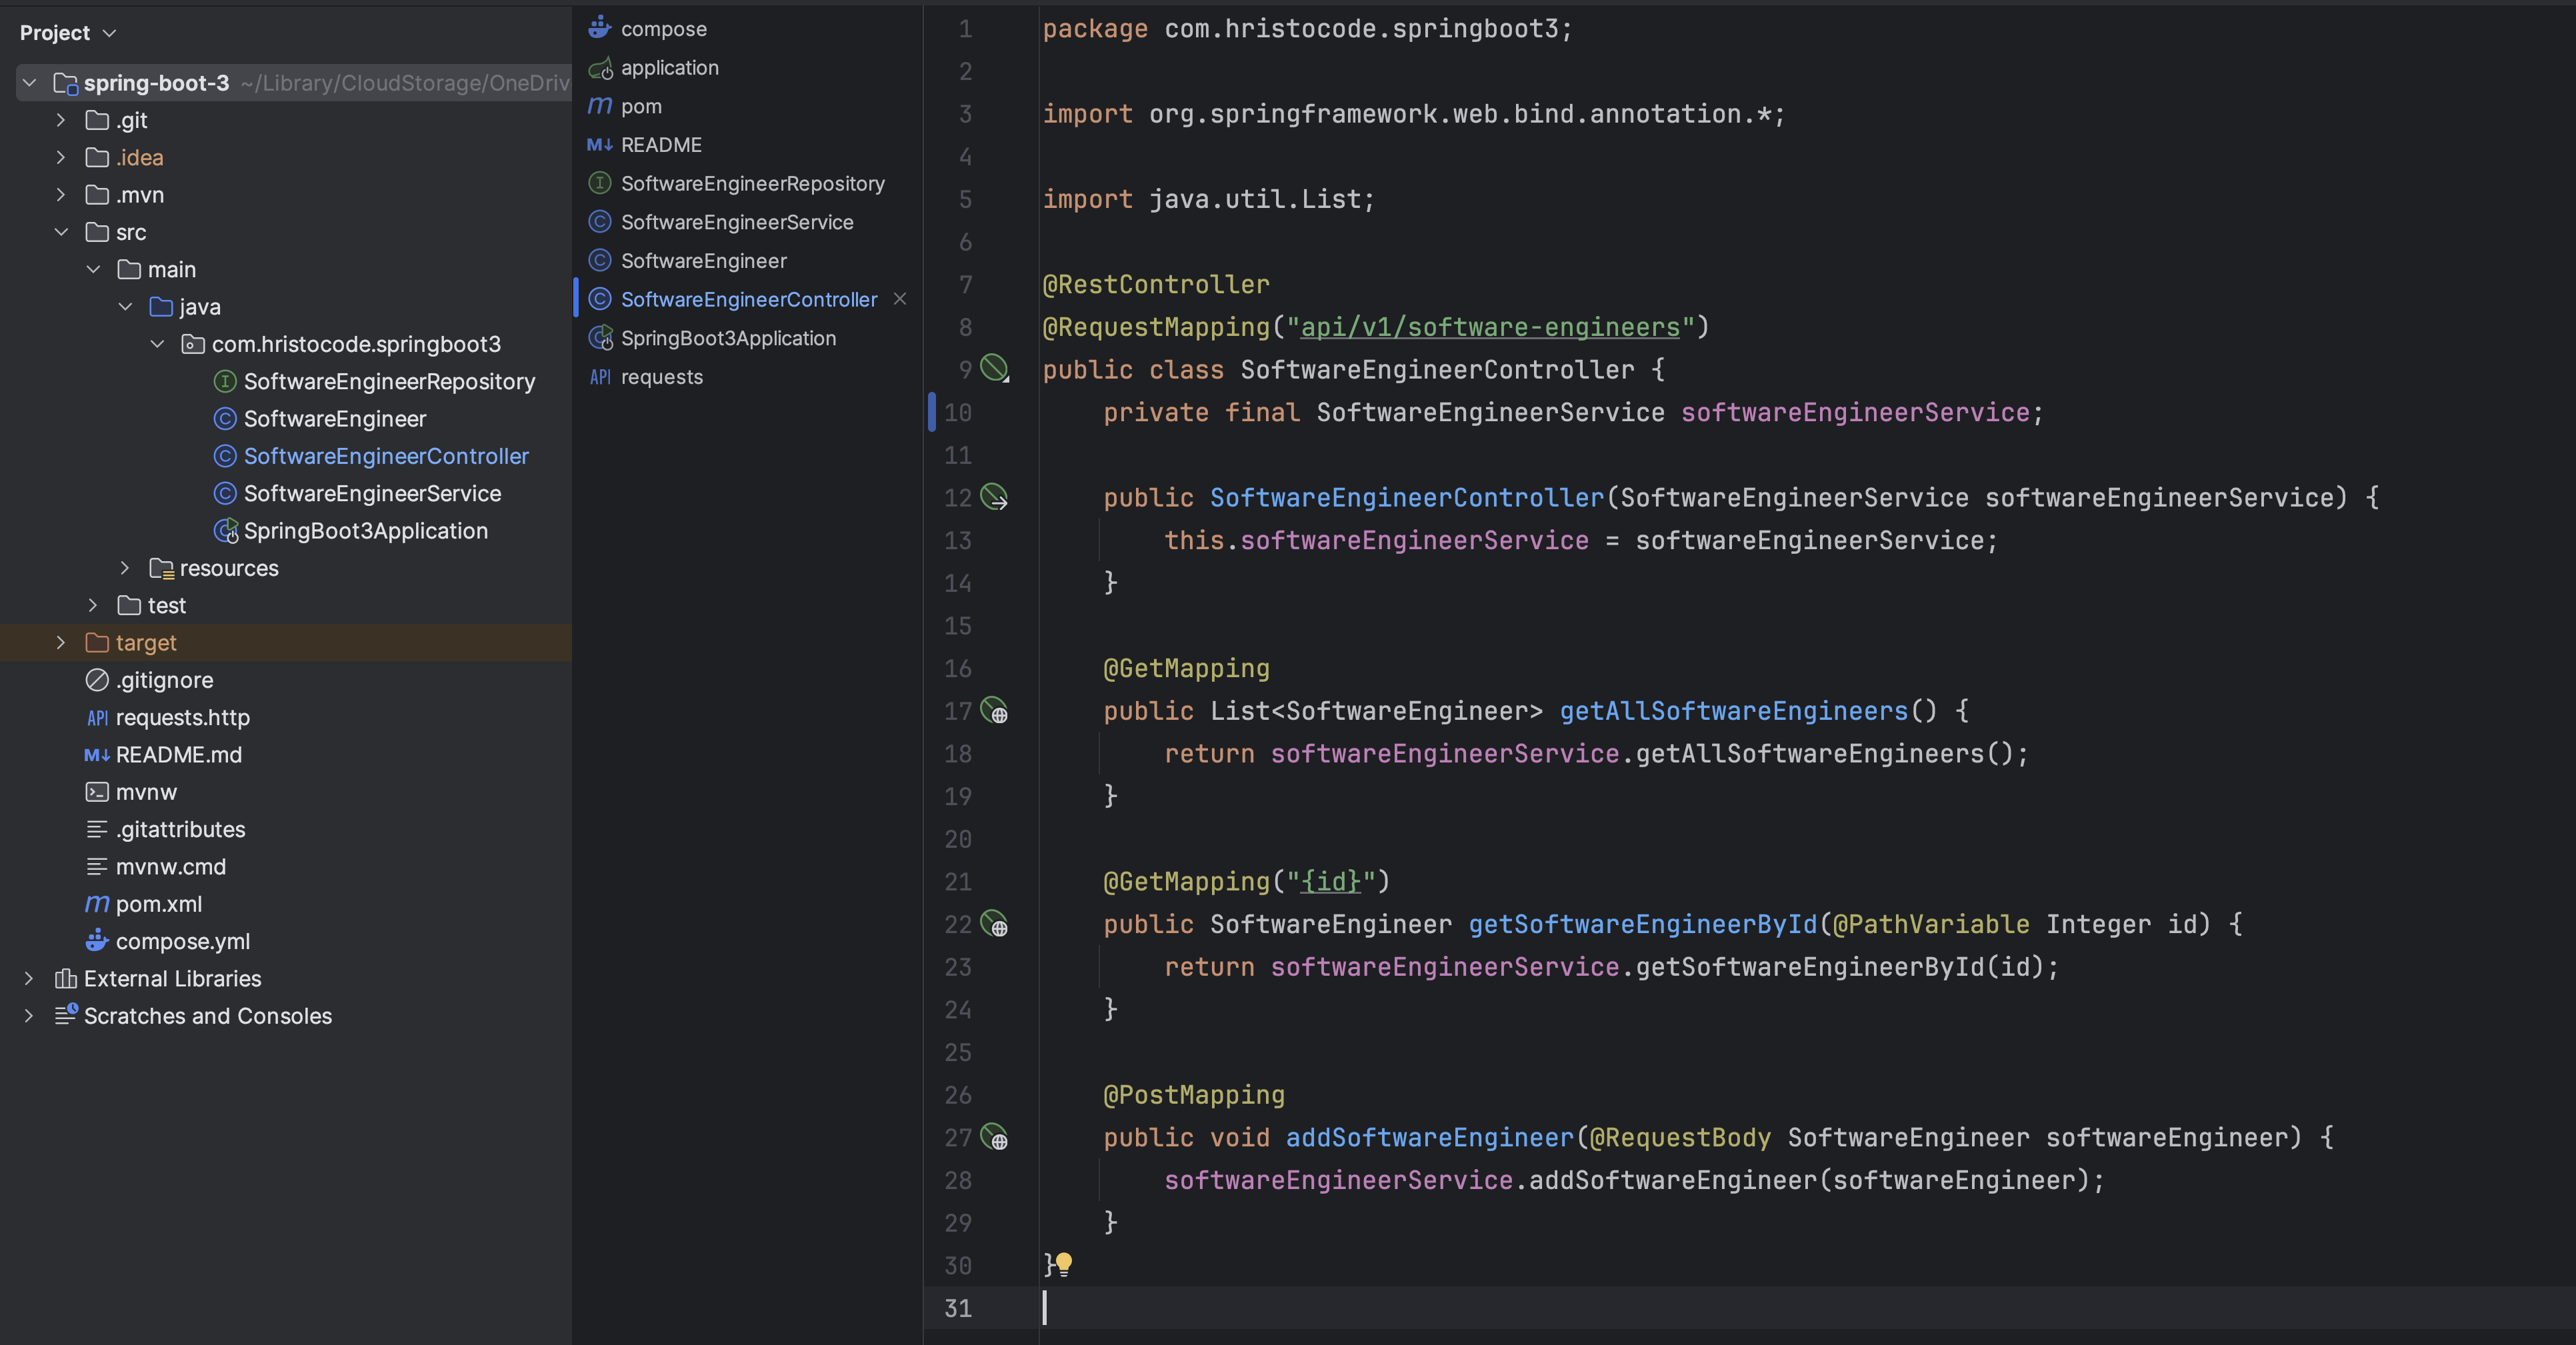 Project
spring-boot-3 ~/Library/CloudStorage/OneDriv
.git
.idea
.mvn
src
main
java
com.hristocode.springboot3
SoftwareEngineerRepository
SoftwareEngineer
SoftwareEngineerController
SoftwareEngineerService
SpringBoot3Application
resources
test
target
.gitignore
API requests.http
M↓ README.md
mvnw
.gitattributes
mvnw.cmd
m pom.xml
compose.yml
External Libraries
Scratches and Consoles
compose
application
m pom
M↓ README
I SoftwareEngineerRepository
C SoftwareEngineerService
C SoftwareEngineer
C SoftwareEngineerController
SpringBoot3Application
API requests
1 package com.hristocode.springboot3;
2
3 import org.springframework.web.bind.annotation.*;
4
5 import java.util.List;
6
7 @RestController
8 @RequestMapping("api/v1/software-engineers")
9 public class SoftwareEngineerController {
10     private final SoftwareEngineerService softwareEngineerService;
11
12     public SoftwareEngineerController(SoftwareEngineerService softwareEngineerService) {
13         this.softwareEngineerService = softwareEngineerService;
14     }
15
16     @GetMapping
17     public List<SoftwareEngineer> getAllSoftwareEngineers() {
18         return softwareEngineerService.getAllSoftwareEngineers();
19     }
20
21     @GetMapping("{id}")
22     public SoftwareEngineer getSoftwareEngineerById(@PathVariable Integer id) {
23         return softwareEngineerService.getSoftwareEngineerById(id);
24     }
25
26     @PostMapping
27     public void addSoftwareEngineer(@RequestBody SoftwareEngineer softwareEngineer) {
28         softwareEngineerService.addSoftwareEngineer(softwareEngineer);
29     }
30 }
31